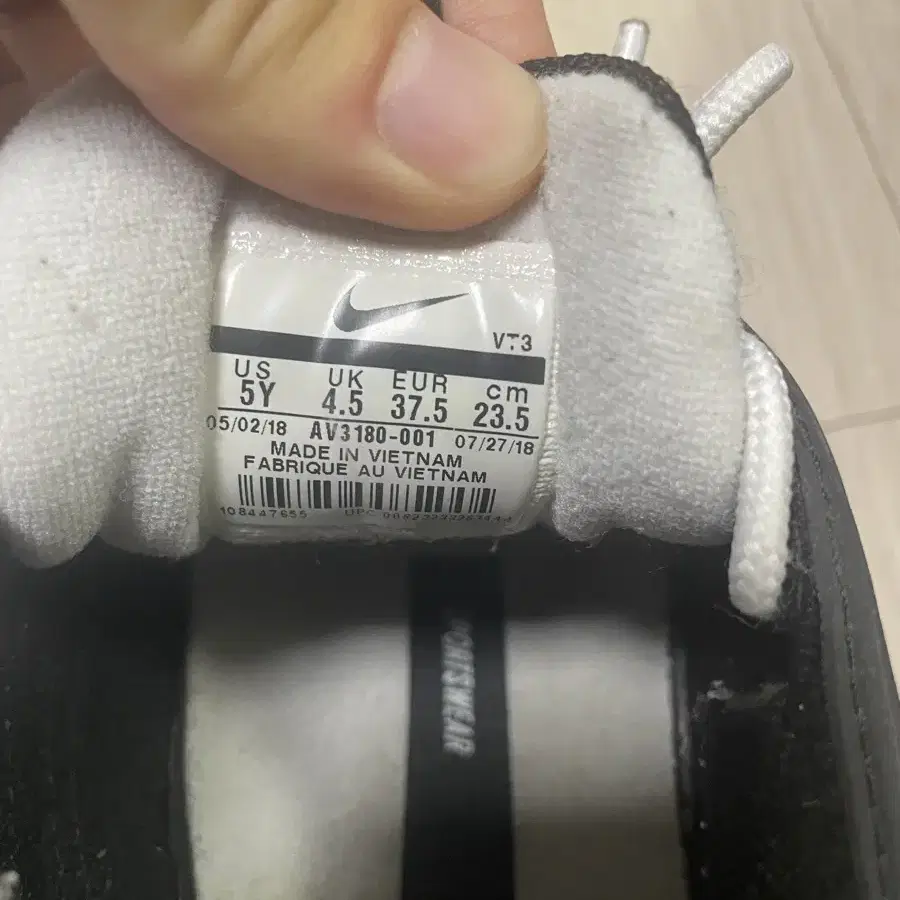 VT3
US UK EUR cm
5Y 4.5 37.5 23.5
05/02/18 AV3180-001 07/27/18
MADE IN VIETNAM
FABRIQUE AU VIETNAM
108447655 UPC